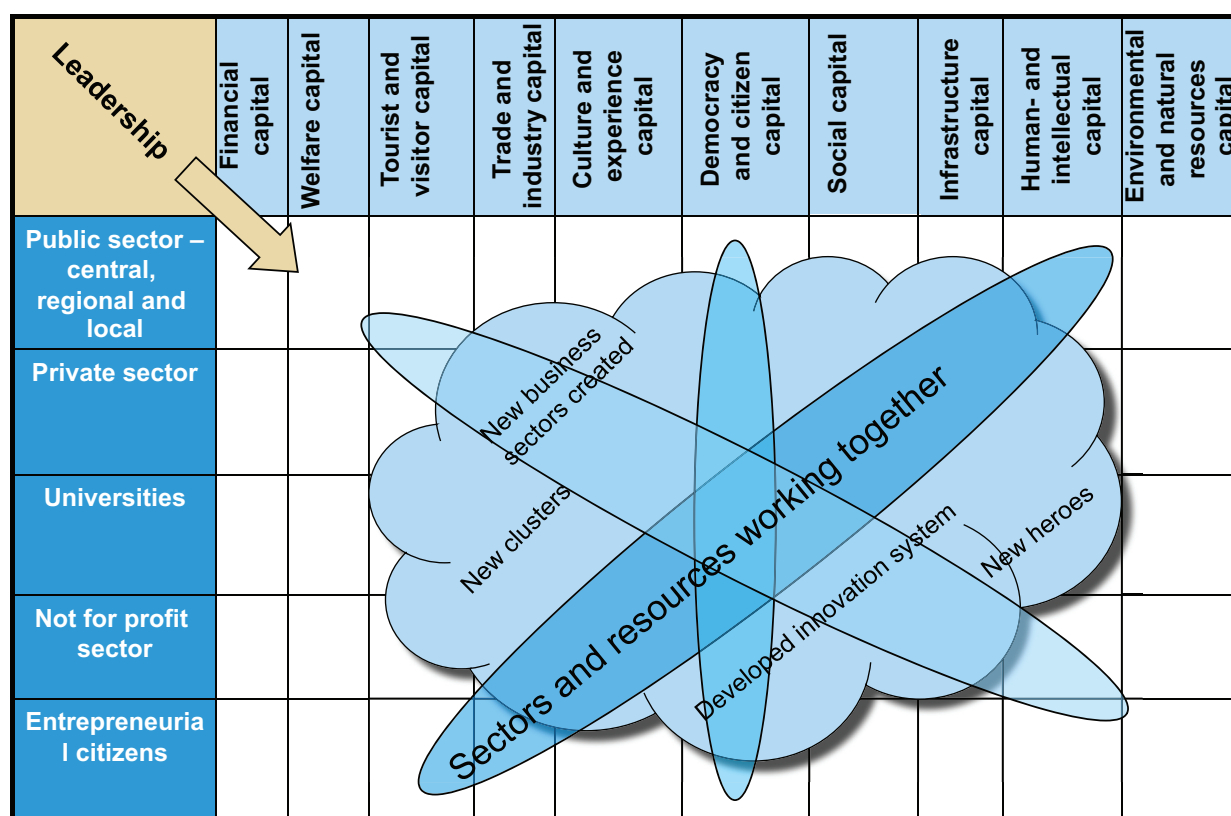 Leadership
Financial
capital
Welfare capital
Tourist and
visitor capital
Trade and
industry capital
Culture and
experience
capital
Democracy
and citizen
capital
Social capital
Infrastructure
capital
Human- and
intellectual
capital
Environmental
and natural
resources
capital
Public sector –
central,
regional and
local
Private sector
Universities
Not for profit
sector
Entrepreneuria
l citizens
New business
sectors created
New clusters
Sectors and resources working together
Developed innovation system
New heroes